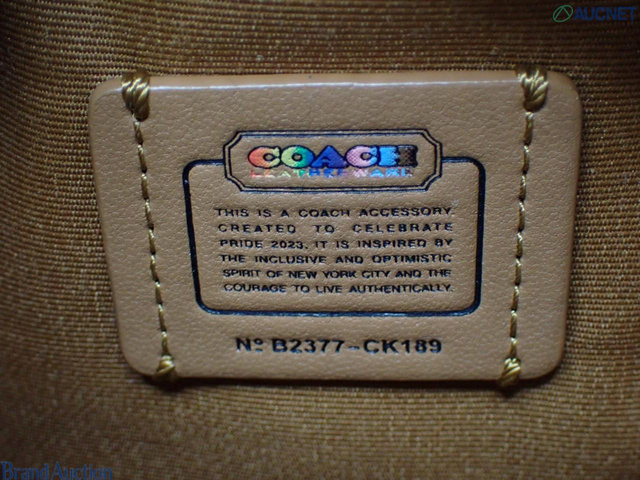 AUCNET
COACH
LEATHERWARE
THIS IS A COACH ACCESSORY.
CREATED TO CELEBRATE
PRIDE 2023. IT IS INSPIRED BY
THE INCLUSIVE AND OPTIMISTIC
SPIRIT OF NEW YORK CITY AND THE
COURAGE TO LIVE AUTHENTICALLY.
Nº B2377-CK189
Brand Auction